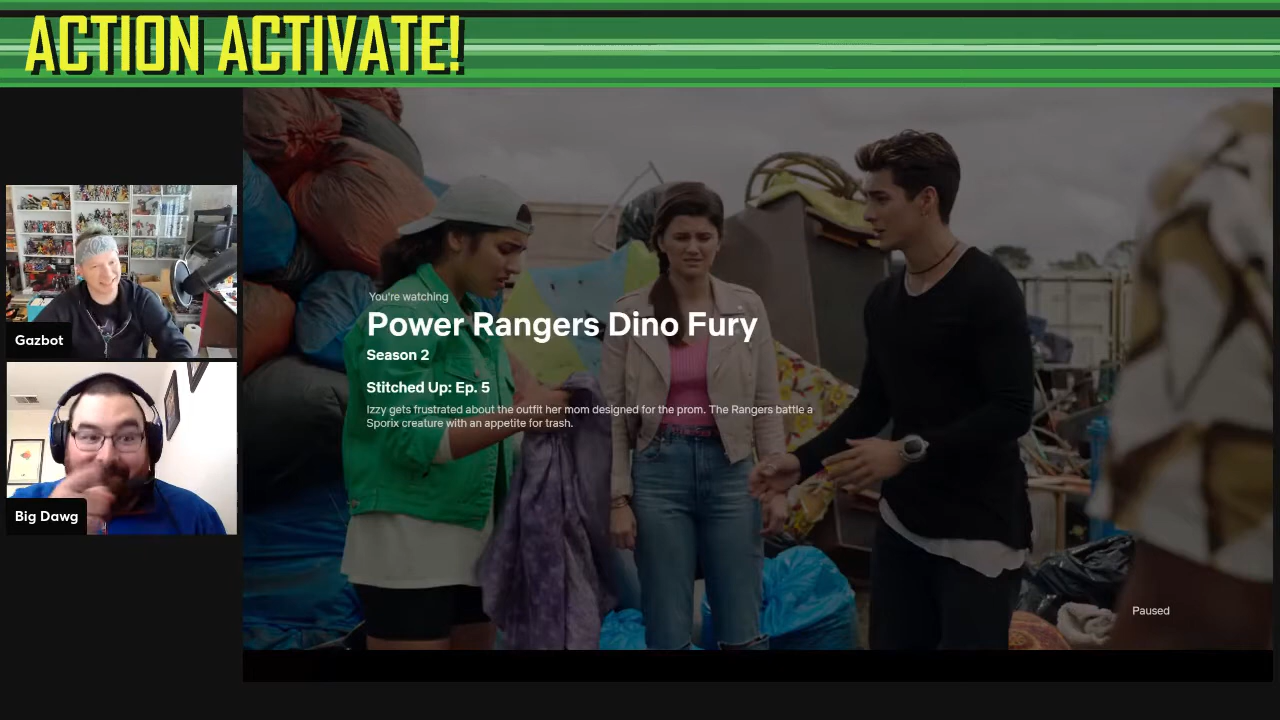 ACTION ACTIVATE!
Gazbot
Big Dawg
You're watching
Power Rangers Dino Fury
Season 2
Stitched Up: Ep. 5
Izzy gets frustrated about the outfit her mom designed for the prom. The Rangers battle a
Sporix creature with an appetite for trash.
Paused